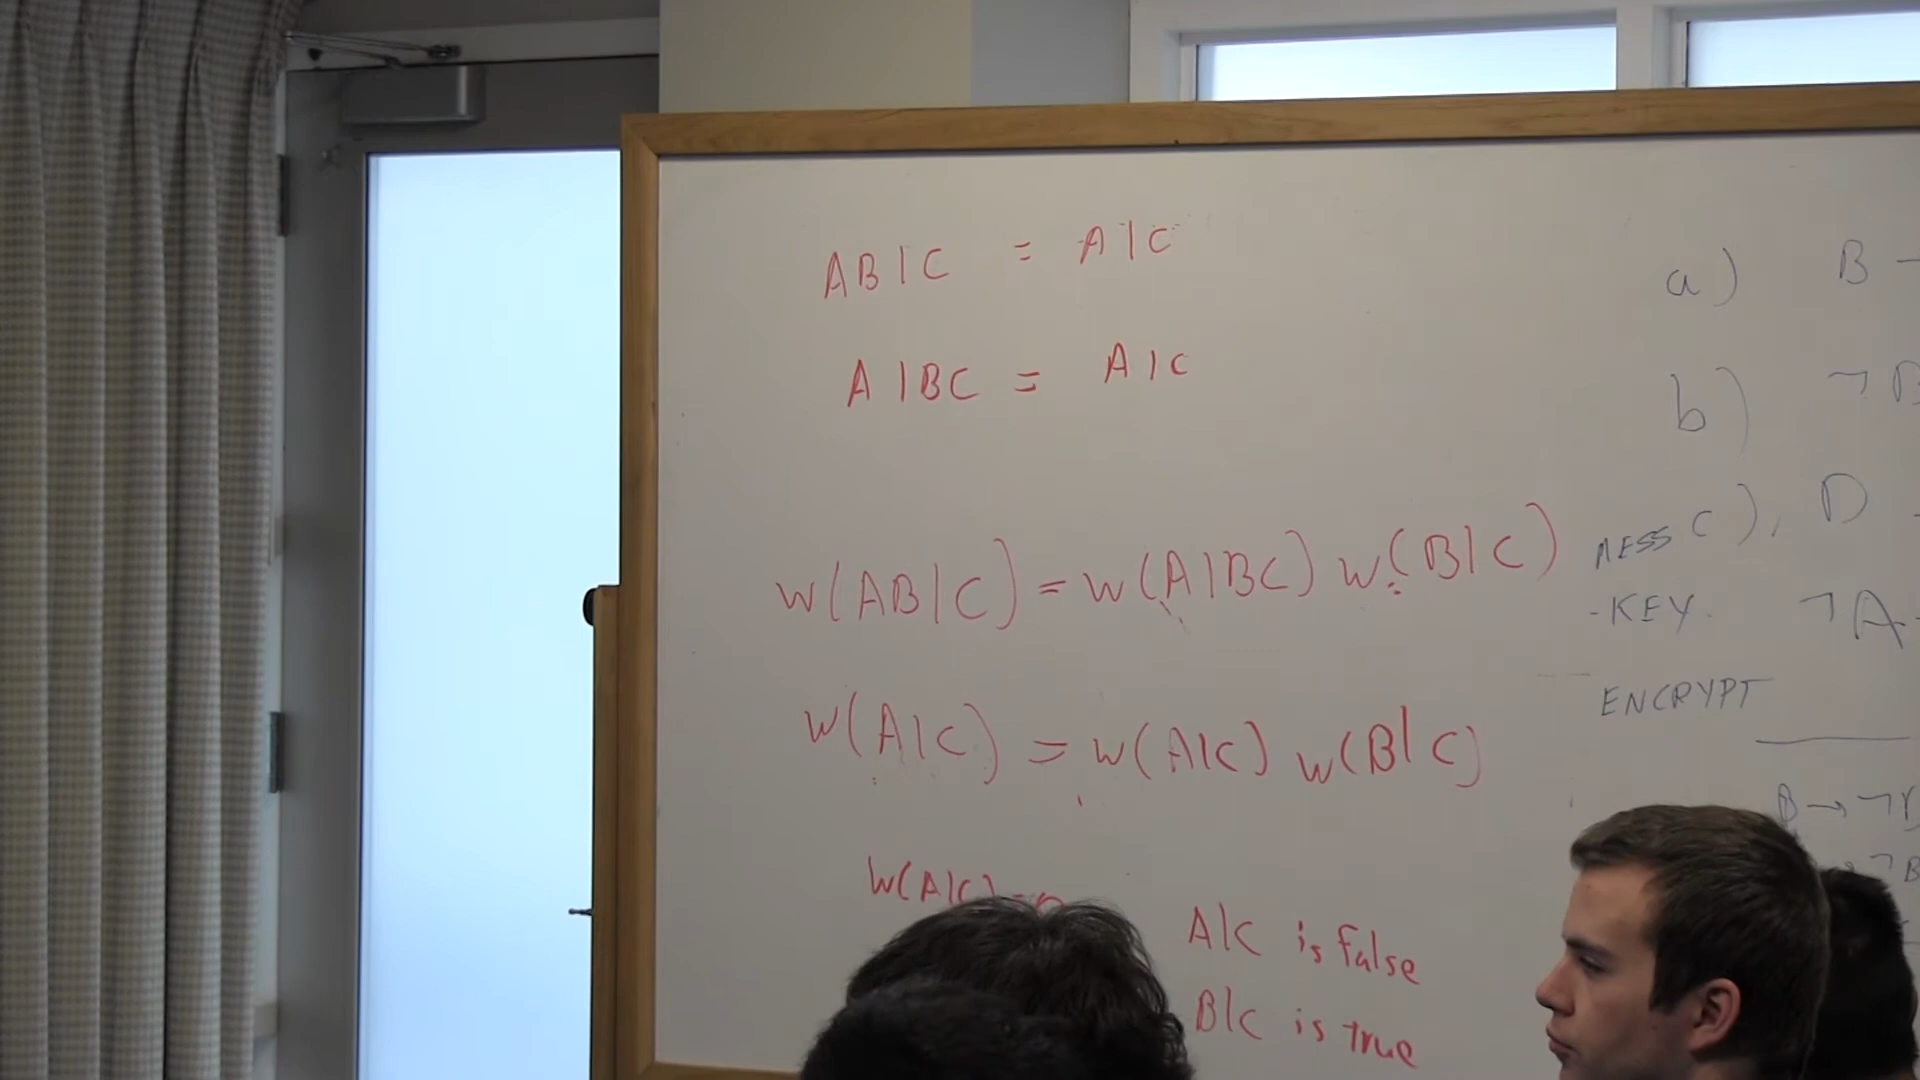 AB|C = A|C
A|BC = A|C
w(AB|C) = w(A|BC) w(B|C)
w(A|C) = w(A|C) w(B|C)
w(A|C) =
A|C is false
B|C is true
a) B
b) ¬B
MESS c), D
-KEY. ¬A
ENCRYPT
B → ¬
¬B